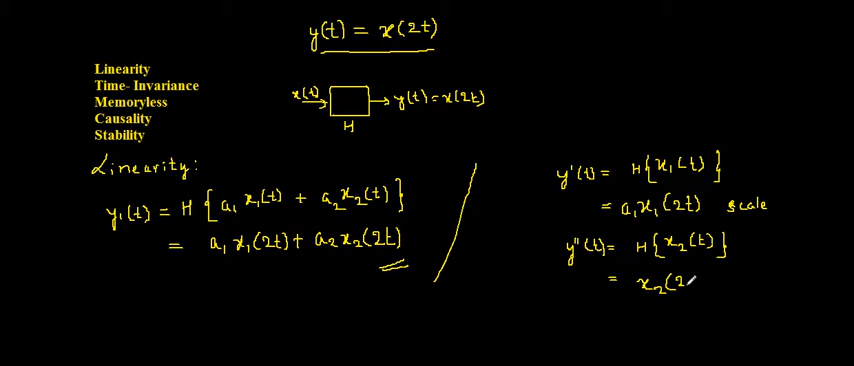 y(t) = x(2t)
Linearity
Time- Invariance
Memoryless
Causality
Stability
x(t)
y(t) = x(2t)
H
Linearity:
y₁(t) = H { a₁ x₁(t) + a₂ x₂(t) }
= a₁ x₁(2t) + a₂ x₂(2t)
y'(t) = H { x₁(t) }
= a₁ x₁(2t) scale
y"(t) = H { x₂(t) }
= x₂(2